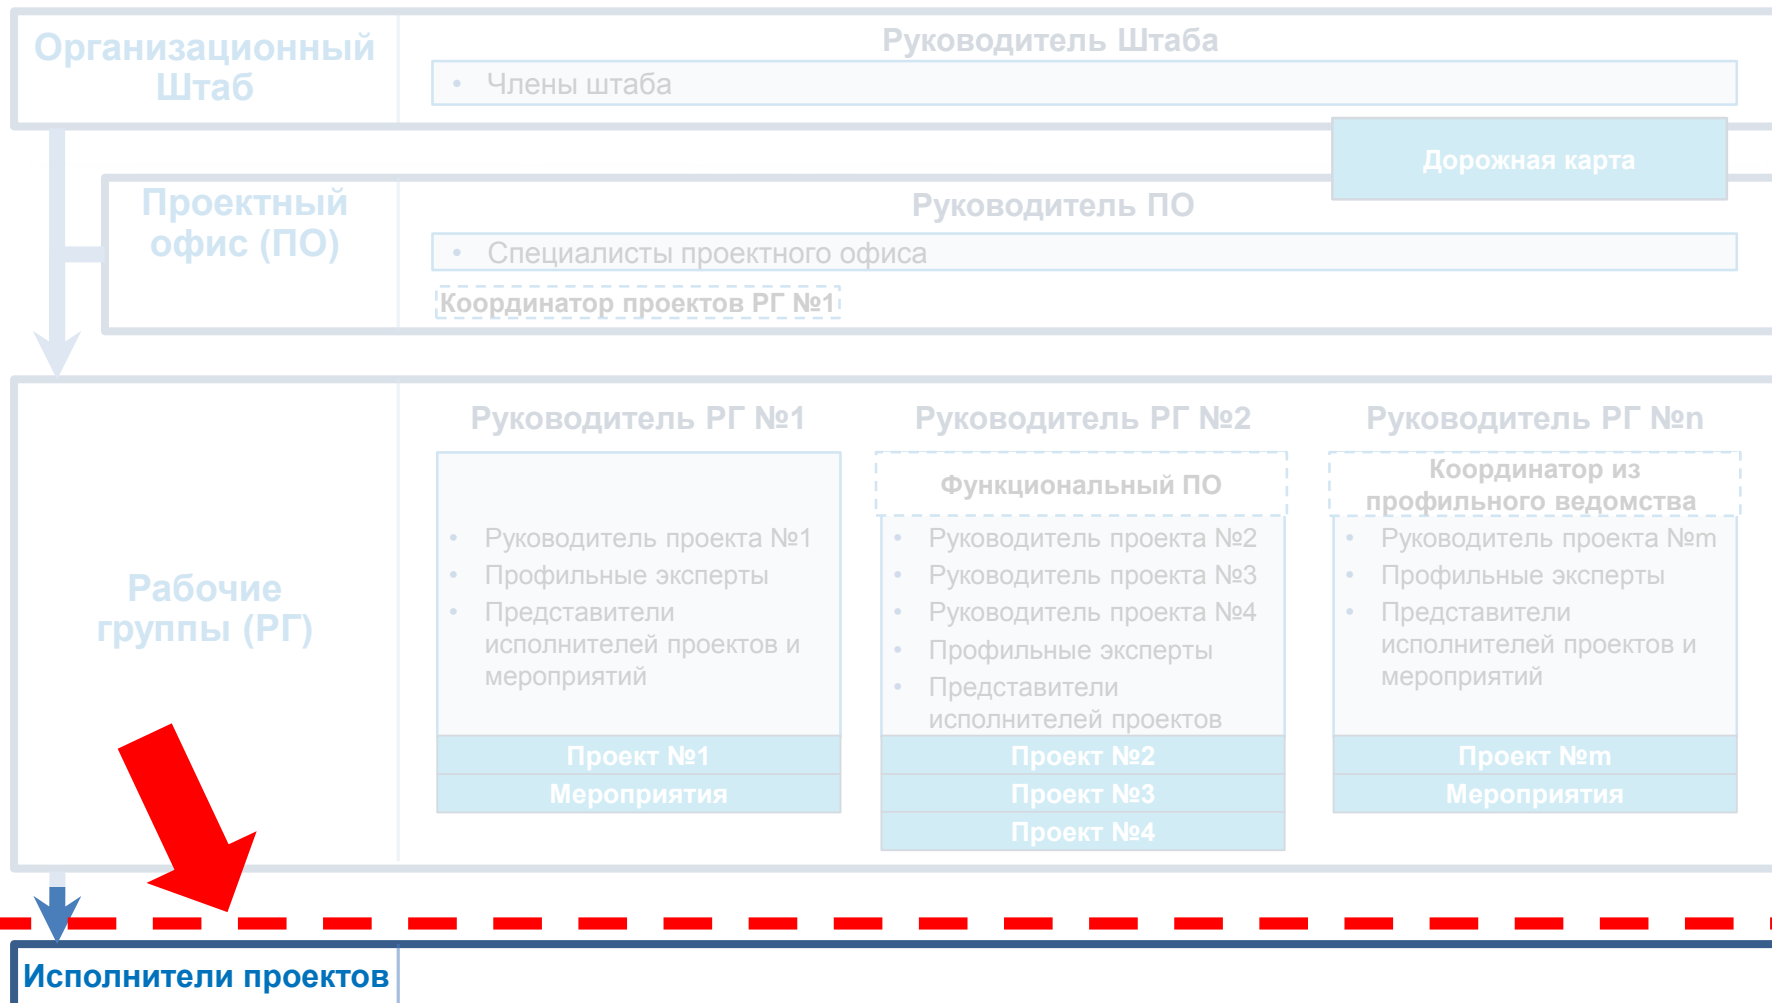 Организационный
Штаб
Руководитель Штаба
• Члены штаба
Дорожная карта
Проектный
офис (ПО)
Руководитель ПО
• Специалисты проектного офиса
Координатор проектов РГ №1
Рабочие
группы (РГ)
Руководитель РГ №1
• Руководитель проекта №1
• Профильные эксперты
• Представители
исполнителей проектов и
мероприятий
Проект №1
Мероприятия
Руководитель РГ №2
Функциональный ПО
• Руководитель проекта №2
• Руководитель проекта №3
• Руководитель проекта №4
• Профильные эксперты
• Представители
исполнителей проектов
Проект №2
Проект №3
Проект №4
Руководитель РГ №n
Координатор из
профильного ведомства
• Руководитель проекта №m
• Профильные эксперты
• Представители
исполнителей проектов и
мероприятий
Проект №m
Мероприятия
Исполнители проектов